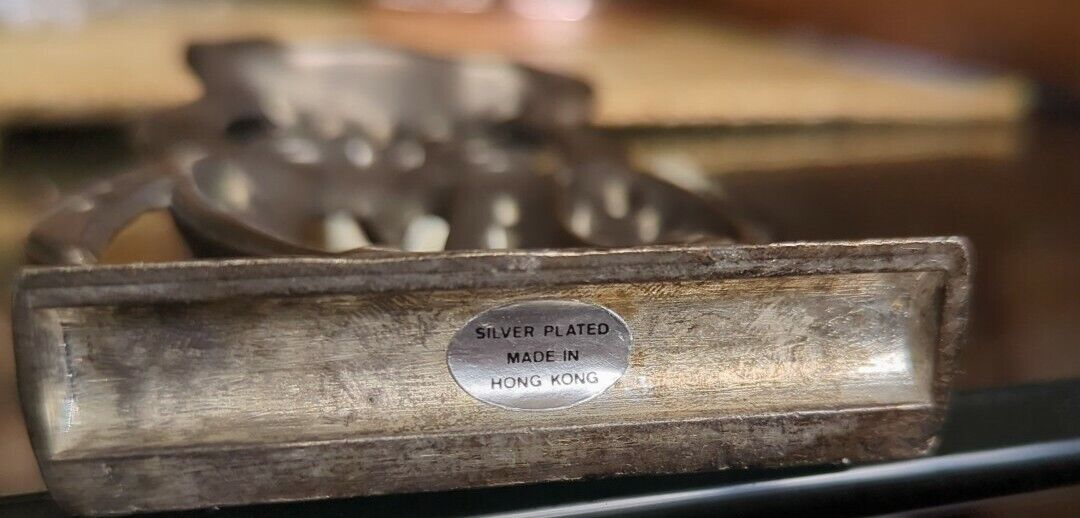 SILVER PLATED
MADE IN
HONG KONG